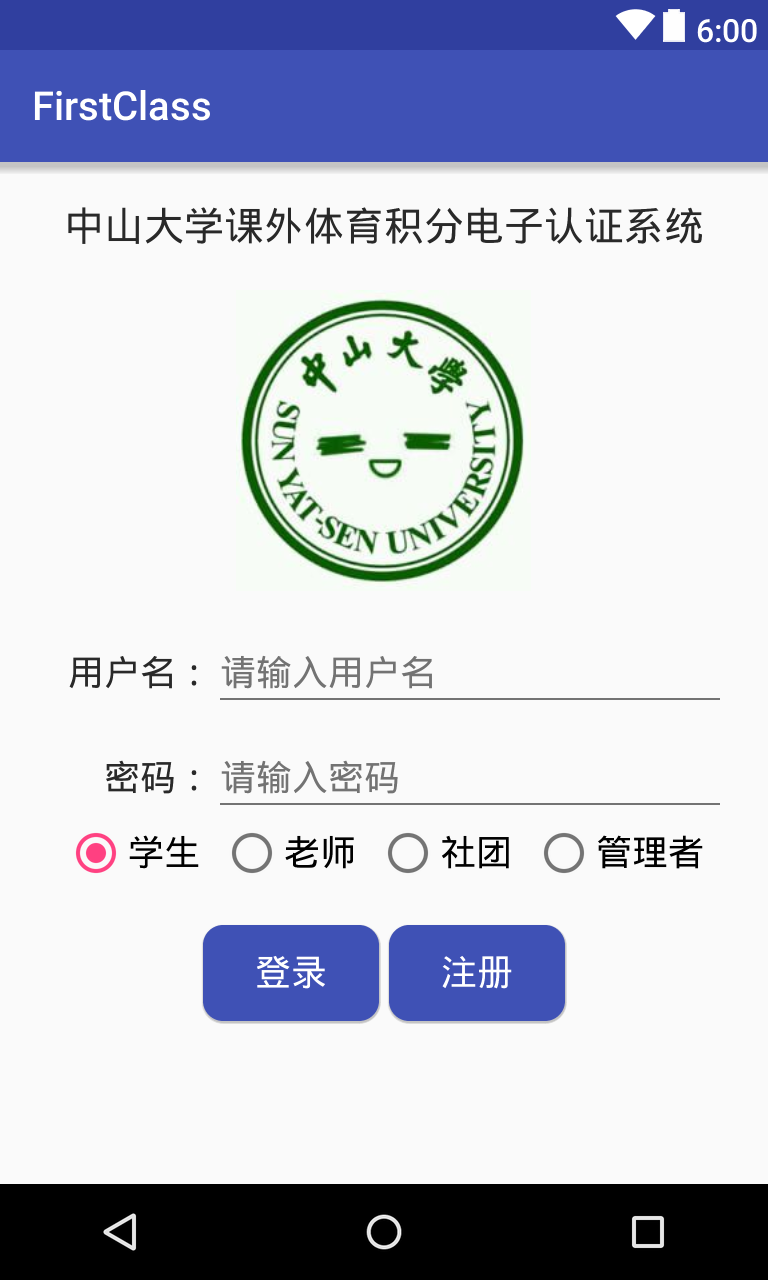 6:00
FirstClass
中山大学课外体育积分电子认证系统
中山大學
SUN YAT-SEN UNIVERSITY
用户名： 请输入用户名
密码： 请输入密码
学生 老师 社团 管理者
登录 注册